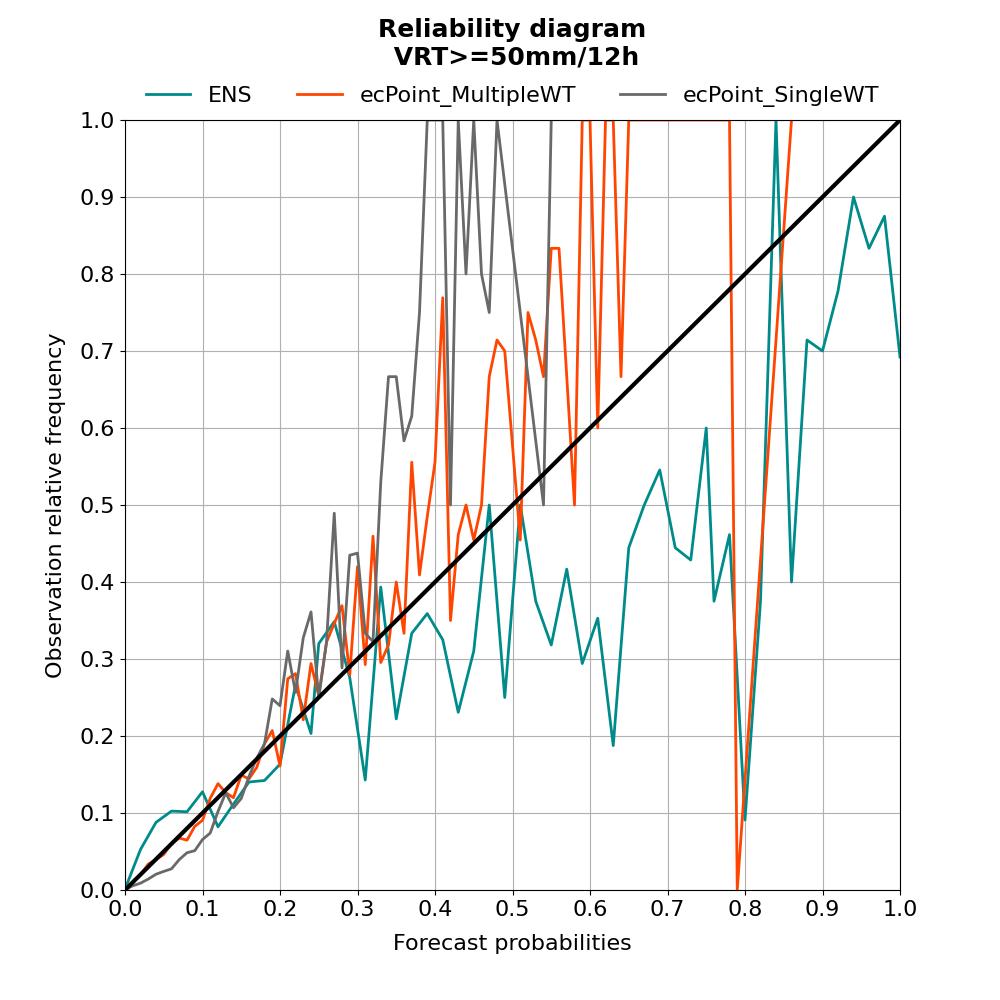 Reliability diagram
VRT>=50mm/12h
ENS ecPoint_MultipleWT ecPoint_SingleWT
1.0
0.9
0.8
0.7
0.6
0.5
0.4
0.3
0.2
0.1
0.0
Observation relative frequency
0.0 0.1 0.2 0.3 0.4 0.5 0.6 0.7 0.8 0.9 1.0
Forecast probabilities